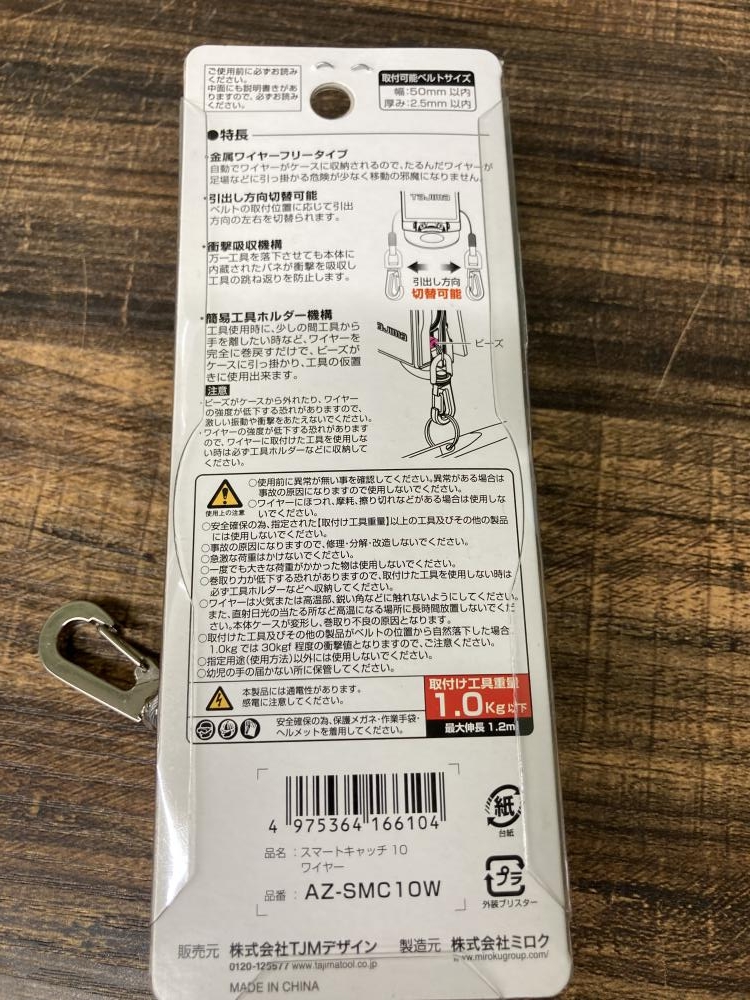 ご使用前に必ずお読み
ください。
中面にも説明書きがあ
りますので、必ずお読み
ください。
取付可能ベルトサイズ
幅:50mm 以内
厚み:2.5mm 以内
●特長
・金属ワイヤーフリータイプ
自動でワイヤーがケースに収納されるので、たるんだワイヤーが
足場などに引っ掛かる危険が少なく移動の邪魔になりません。
・引出し方向切替可能
ベルトの取付位置に応じて引出
方向の左右を切替られます。
TAJIMA
引出し方向
切替可能
・衝撃吸収機構
万一工具を落下させても本体に
内蔵されたバネが衝撃を吸収し
工具の跳ね返りを防止します。
・簡易工具ホルダー機構
工具使用時に、少しの間工具から
手を離したい時など、ワイヤーを
完全に巻戻すだけで、ビーズが
ケースに引っ掛かり、工具の仮置
きに使用出来ます。
TAJIMA
ビーズ
注意
・ビーズがケースから外れたり、ワイヤー
の強度が低下する恐れがありますので、
激しい振動や衝撃をあたえないでください。
・ワイヤーの強度が低下する恐れがあります
ので、ワイヤーに取付けた工具を使用しな
い時は必ず工具ホルダーなどに収納して
ください。
使用上の注意
○使用前に異常が無い事を確認してください。異常がある場合は
事故の原因になりますので使用しないでください。
○ワイヤーにほつれ、摩耗、擦り切れなどがある場合は使用しな
いでください。
○安全確保の為、指定された【取付け工具重量】以上の工具及びその他の製品
には使用しないでください。
○事故の原因になりますので、修理・分解・改造しないでください。
○急激な荷重はかけないでください。
○一度でも大きな荷重がかかった物は使用しないでください。
○巻取り力が低下する恐れがありますので、取付けた工具を使用しない時は
必ず工具ホルダーなどへ収納してください。
○ワイヤーは火気または高温部、鋭い角などに触れないようにしてください。
また、直射日光の当たる所など高温になる場所に長時間放置しないでくだ
さい。本体ケースが変形し、巻取り不良の原因となります。
○取付けた工具及びその他の製品がベルトの位置から自然落下した場合
1.0kg では 30kgf 程度の衝撃値となりますので、ご注意ください。
○指定用途(使用方法)以外には使用しないでください。
○幼児の手の届かない所に保管してください。
本製品には通電性があります。
感電に注意してください。
安全確保の為、保護メガネ・作業手袋・
ヘルメットを着用してください。
取付け工具重量
1.0Kg以下
最大伸長 1.2m
4 975364 166104
品名:スマートキャッチ 10
ワイヤー
品番:AZ-SMC10W
紙
台紙
プラ
外装ブリスター
販売元 株式会社TJMデザイン
0120-125577 www.tajimatool.co.jp
製造元 株式会社ミロク
www.mirokugroup.com/
MADE IN CHINA